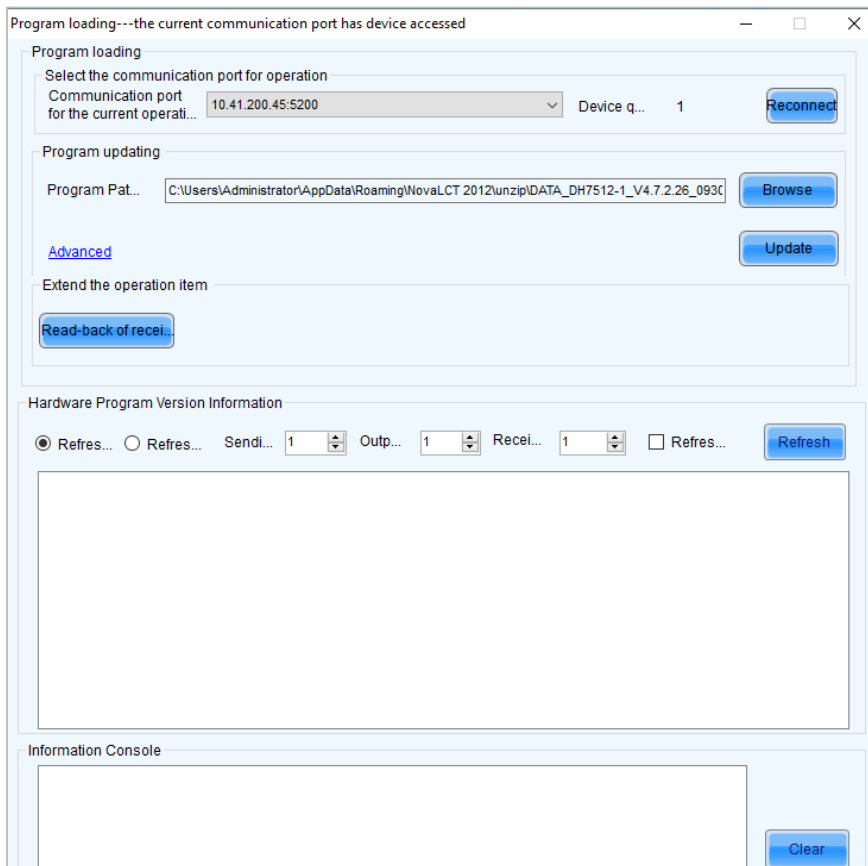 Program loading---the current communication port has device accessed
Program loading
Select the communication port for operation
Communication port
for the current operati...
10.41.200.45:5200
Device q...
1
Reconnect
Program updating
Program Pat...
C:\Users\Administrator\AppData\Roaming\NovaLCT 2012\unzip\DATA_DH7512-1_V4.7.2.26_0930
Browse
Advanced
Update
Extend the operation item
Read-back of recei...
Hardware Program Version Information
Refres...
Refres...
Sendi...
1
Outp...
1
Recei...
1
Refres...
Refresh
Information Console
Clear